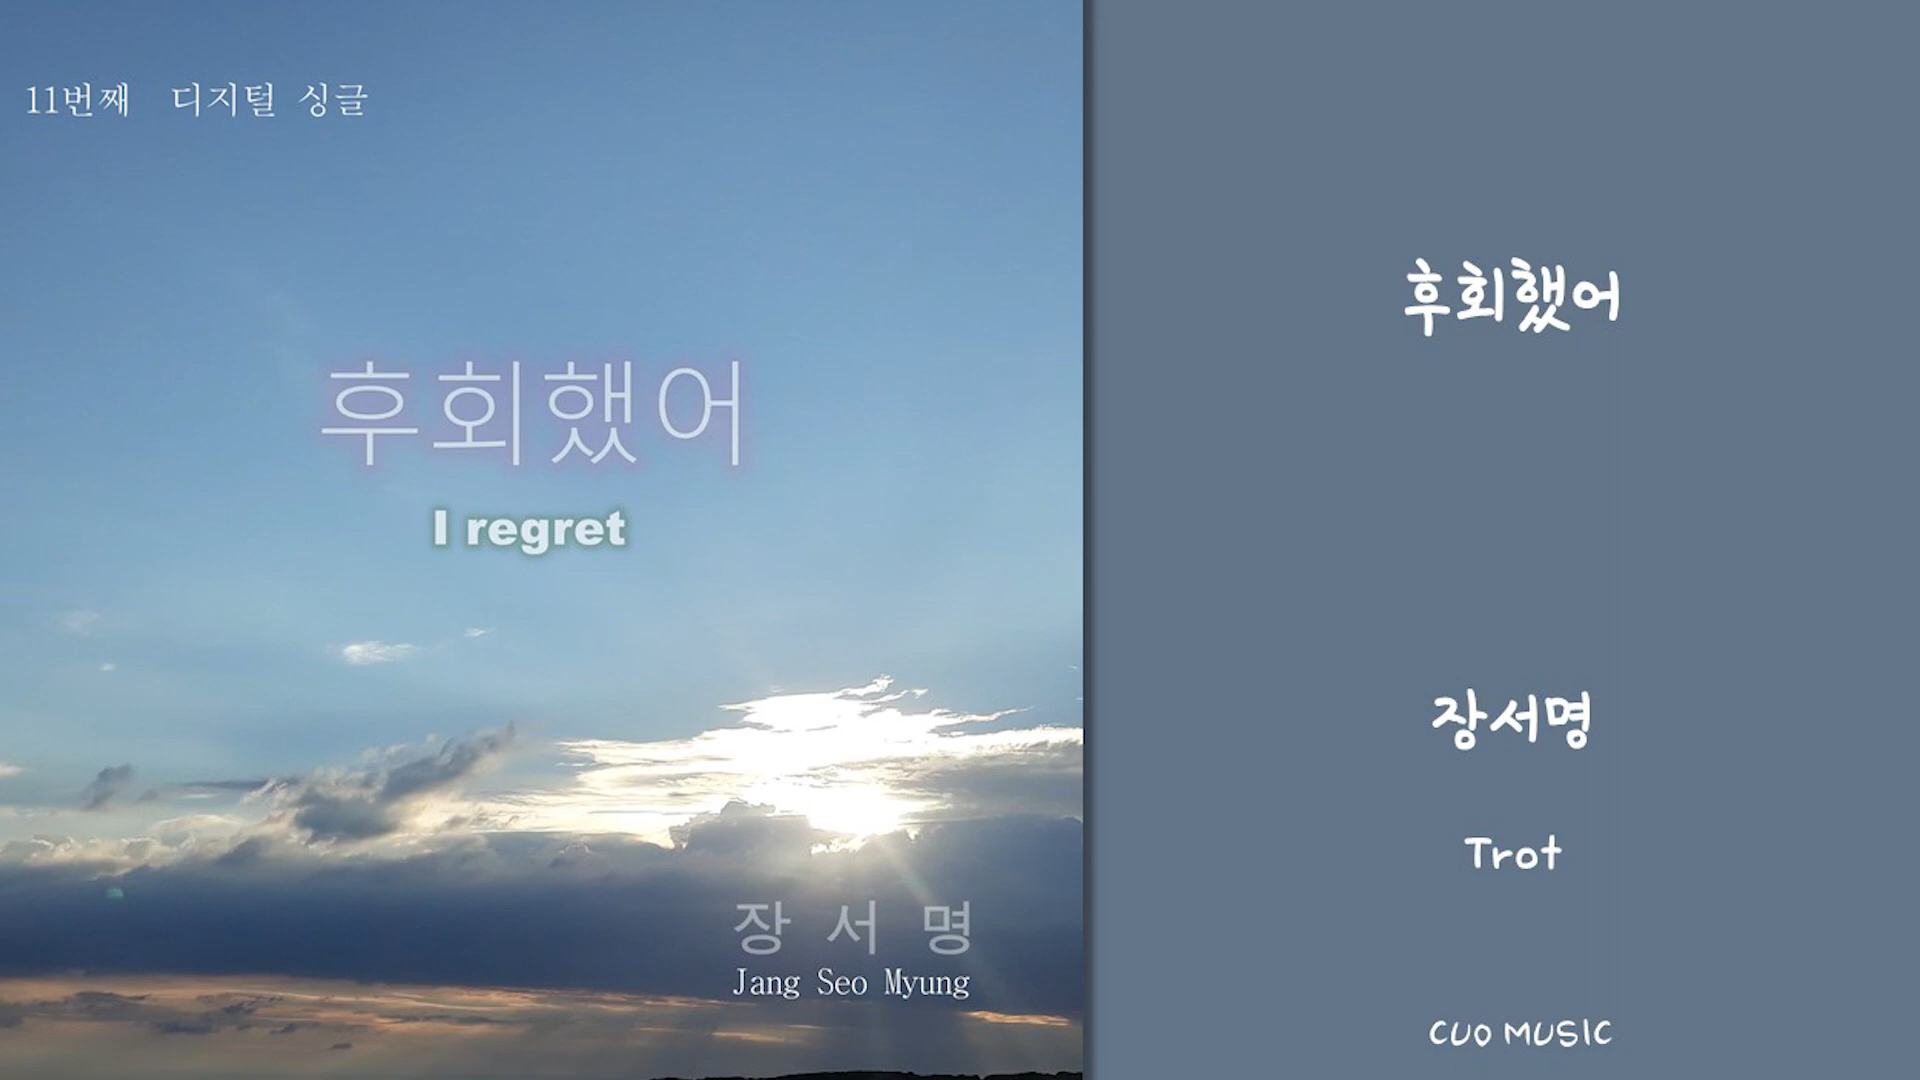 11번째 디지털 싱글
후회했어
I regret
장 서 명
Jang Seo Myung
후회했어
장서명
Trot
CUO MUSIC